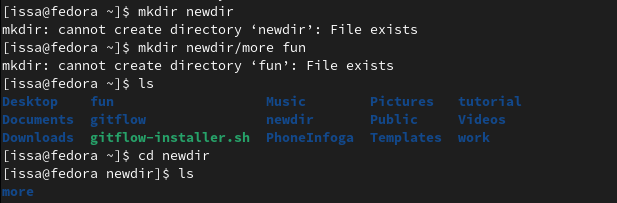 [issa@fedora ~]$ mkdir newdir
mkdir: cannot create directory ‘newdir’: File exists
[issa@fedora ~]$ mkdir newdir/more fun
mkdir: cannot create directory ‘fun’: File exists
[issa@fedora ~]$ ls
Desktop    fun                   Music        Pictures   tutorial
Documents  gitflow               newdir       Public     Videos
Downloads  gitflow-installer.sh  PhoneInfoga  Templates  work
[issa@fedora ~]$ cd newdir
[issa@fedora newdir]$ ls
more